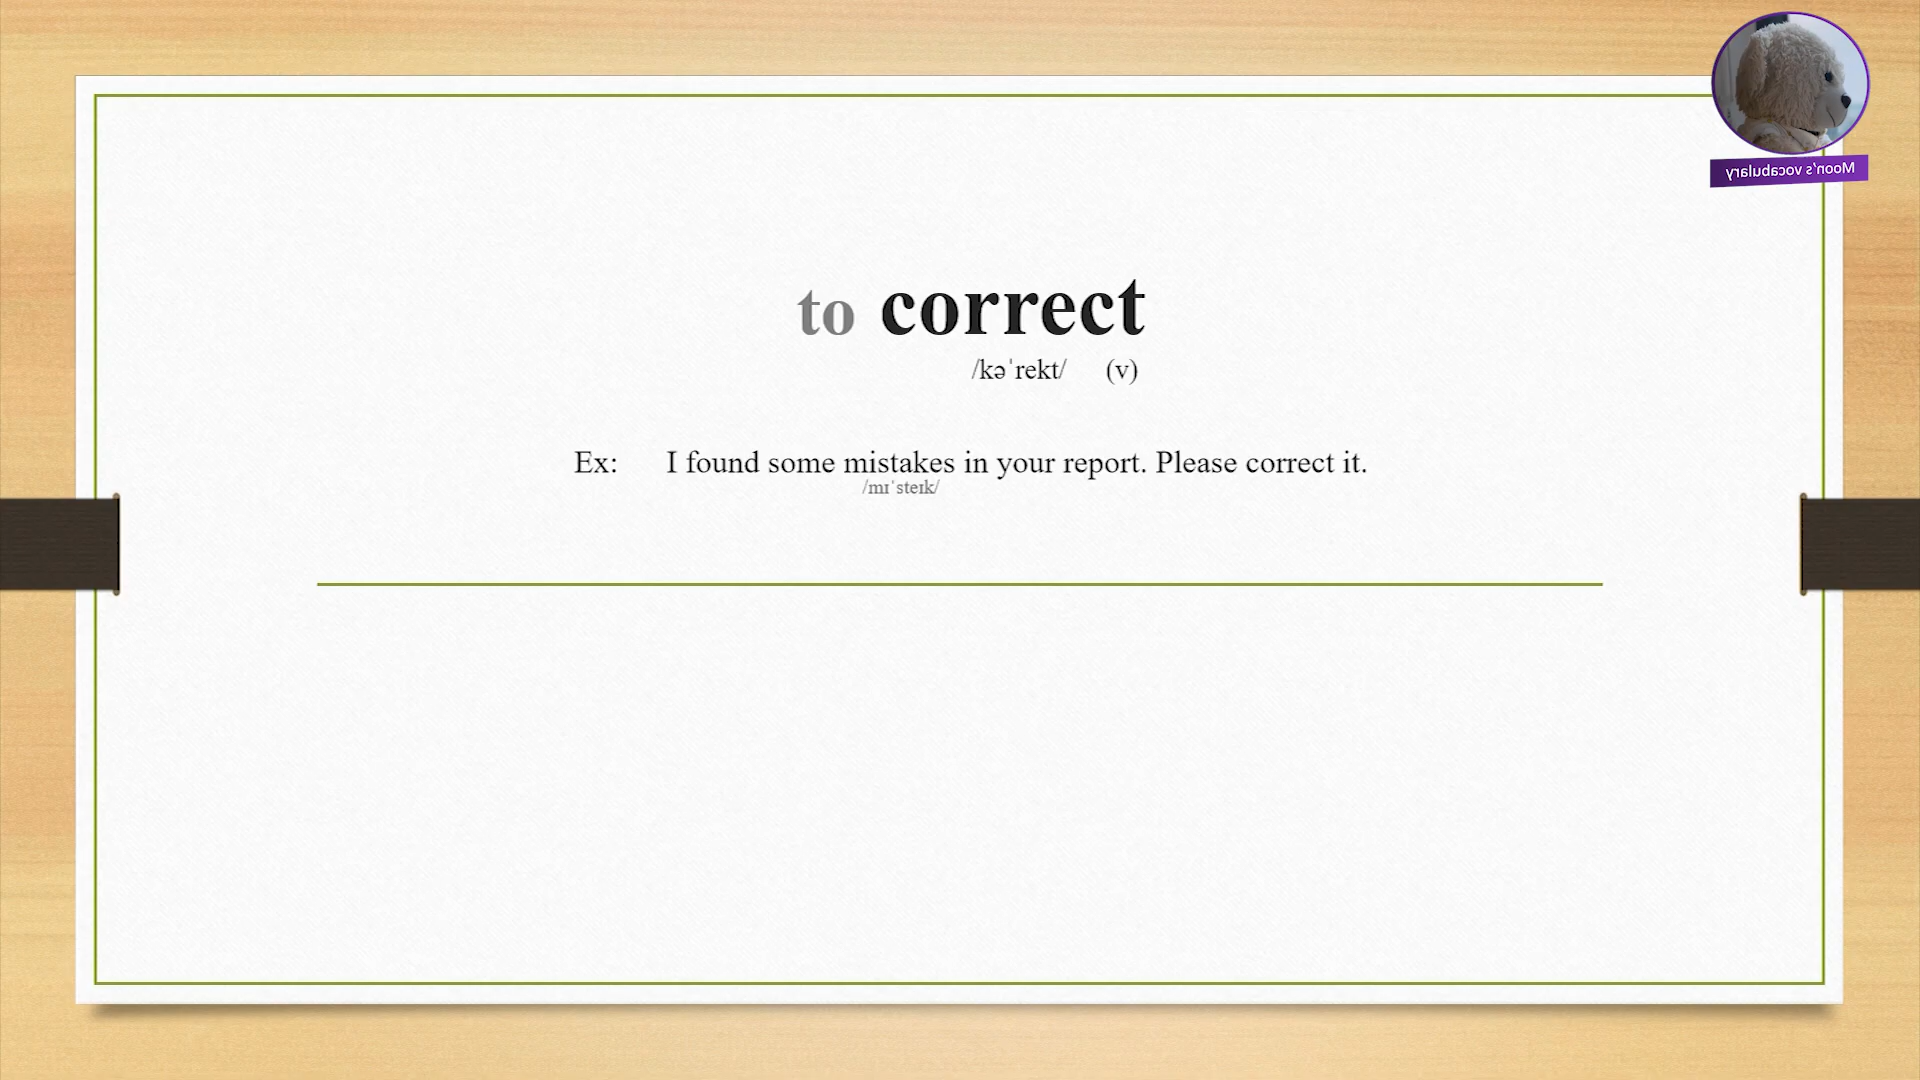 Moon's vocabulary
to correct
/kəˈrekt/ (v)
Ex: I found some mistakes in your report. Please correct it.
/mɪˈsteɪk/